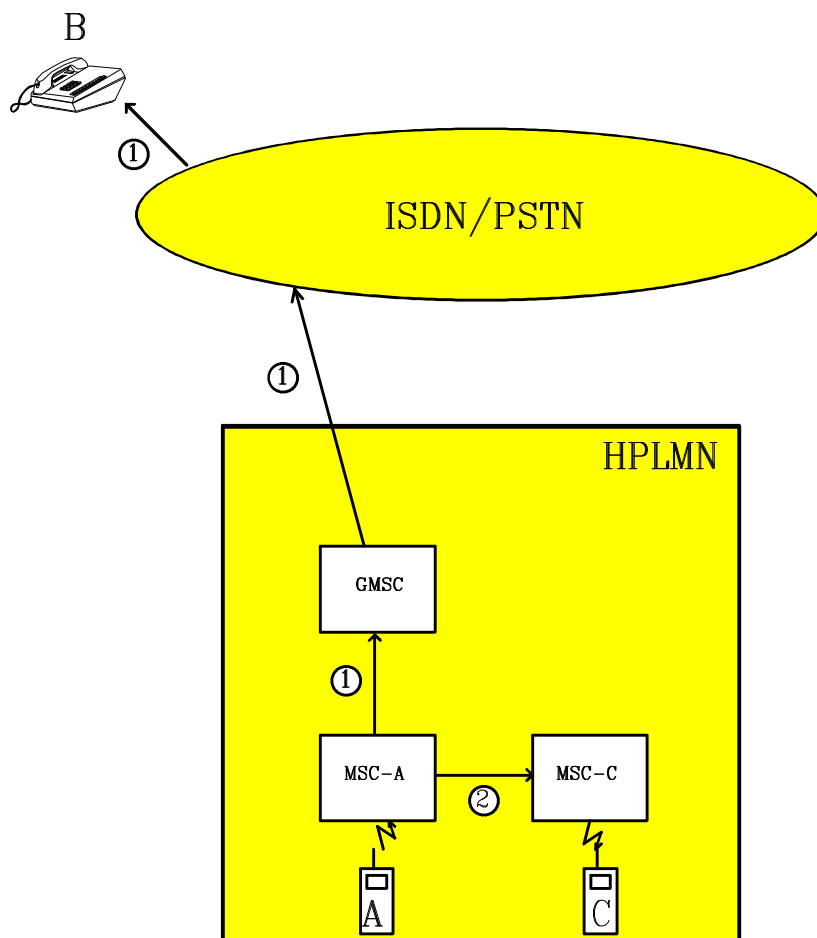 B
①
ISDN/PSTN
①
HPLMN
GMSC
①
MSC-A
MSC-C
②
A
C